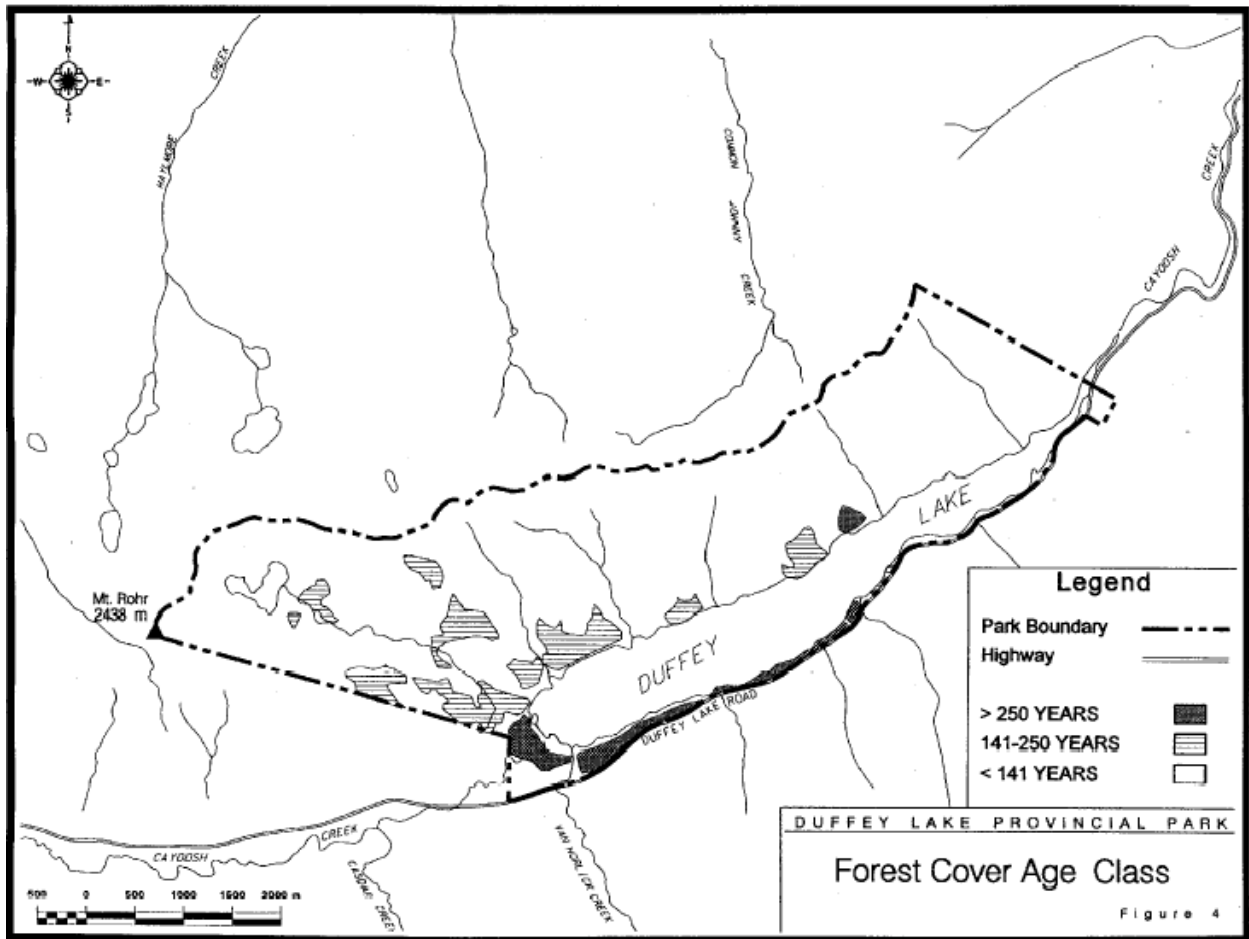 N
W E
S
HAYLMORE CREEK
COMMON JOHNNY CREEK
CAYOOSH CREEK
Mt. Rohr
2438 m
DUFFEY LAKE
DUFFEY LAKE ROAD
CAYOOSH CREEK
VAN HORLICK CREEK
500 0 500 1000 1500 2000 m
Legend
Park Boundary
Highway
> 250 YEARS
141-250 YEARS
< 141 YEARS
DUFFEY LAKE PROVINCIAL PARK
Forest Cover Age Class
Figure 4